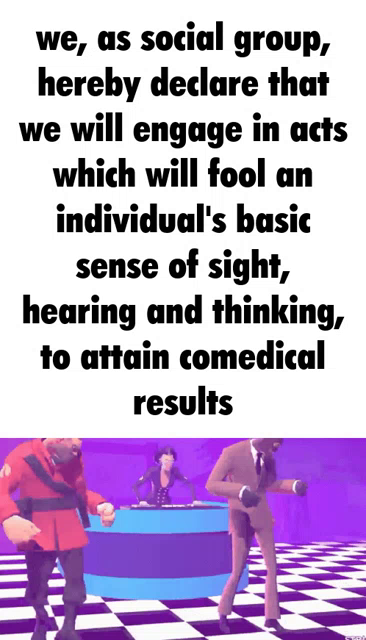 we, as social group,
hereby declare that
we will engage in acts
which will fool an
individual's basic
sense of sight,
hearing and thinking,
to attain comedical
results